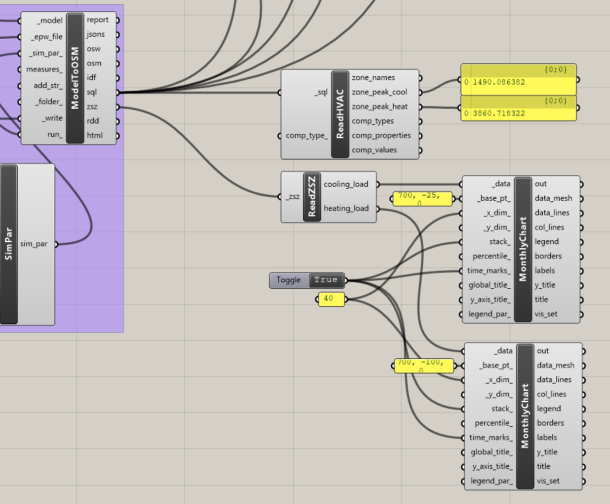 _model
_epw_file
_sim_par_
measures_
add_str_
_folder_
_write
run_
ModelToOSM
report
jsons
osw
osm
idf
sql
zsz
rdd
html
SimPar
sim_par
_sql
comp_type_
ReadHVAC
zone_names
zone_peak_cool
zone_peak_heat
comp_types
comp_properties
comp_values
{0;0}
0 1490.086382
{0;0}
0 3860.718322
_zsz
ReadZSZ
cooling_load
heating_load
700, -25,
0
Toggle
True
40
_data
_base_pt_
_x_dim_
_y_dim_
stack_
percentile_
time_marks_
global_title_
y_axis_title_
legend_par_
MonthlyChart
out
data_mesh
data_lines
col_lines
legend
borders
labels
y_title
title
vis_set
700, -100,
0
_data
_base_pt_
_x_dim_
_y_dim_
stack_
percentile_
time_marks_
global_title_
y_axis_title_
legend_par_
MonthlyChart
out
data_mesh
data_lines
col_lines
legend
borders
labels
y_title
title
vis_set